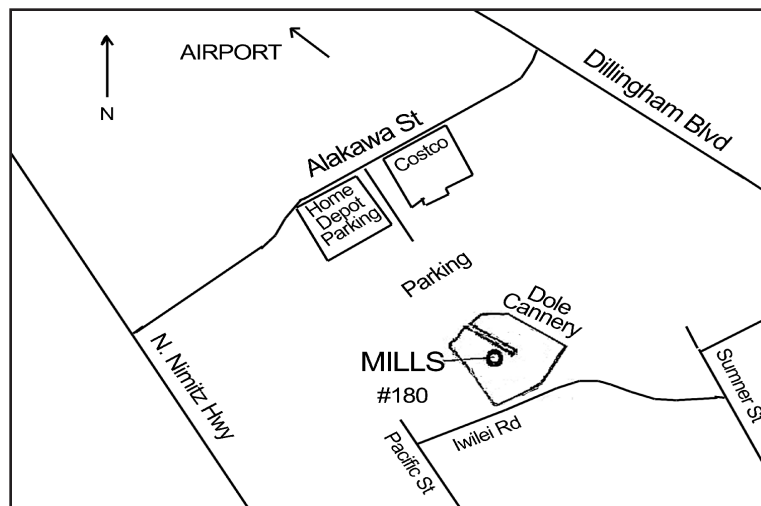 AIRPORT
N
Dillingham Blvd
Alakawa St
Costco
Home
Depot
Parking
Parking
Dole
Cannery
N. Nimitz Hwy
MILLS
#180
Sumner St
Iwilei Rd
Pacific St